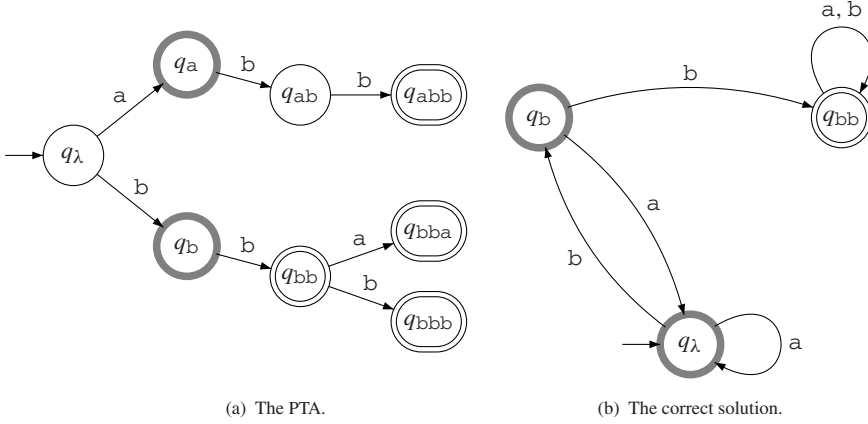 a
b
b
q_a
q_ab
q_abb
q_λ
b
b
a
q_b
q_bb
q_bba
b
q_bbb
(a) The PTA.
a, b
b
q_b
q_bb
a
b
q_λ
a
(b) The correct solution.